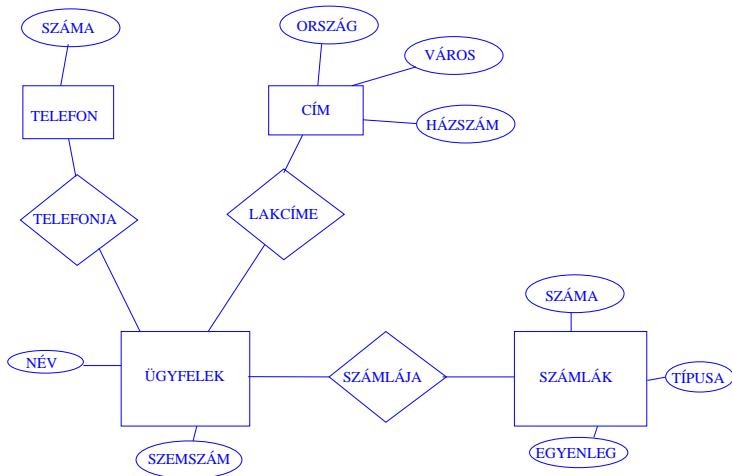 SZÁMA
ORSZÁG
VÁROS
TELEFON
CÍM
HÁZSZÁM
TELEFONJA
LAKCÍME
SZÁMA
NÉV
ÜGYFELEK
SZÁMLÁJA
SZÁMLÁK
TÍPUSA
SZEMSZÁM
EGYENLEG